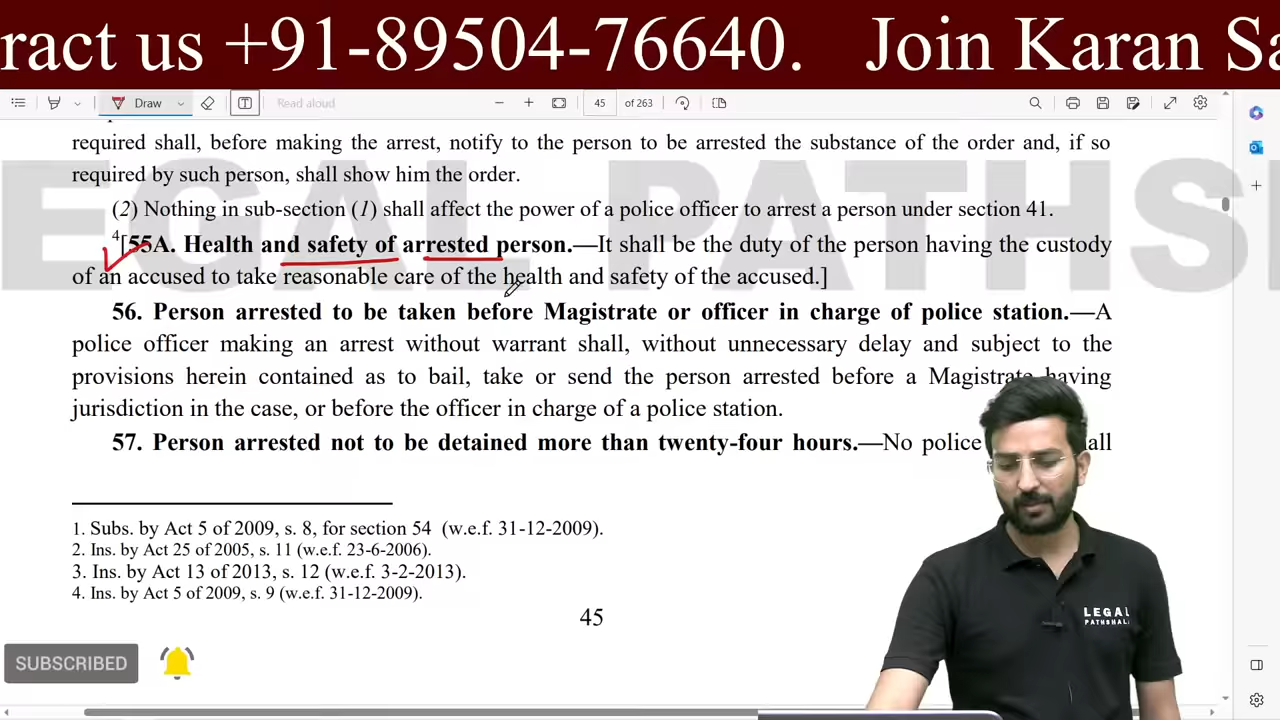 ract us +91-89504-76640. Join Karan Sa
Draw
Read aloud
45 of 263
required shall, before making the arrest, notify to the person to be arrested the substance of the order and, if so
required by such person, shall show him the order.
(2) Nothing in sub-section (1) shall affect the power of a police officer to arrest a person under section 41.
4[55A. Health and safety of arrested person.—It shall be the duty of the person having the custody
of an accused to take reasonable care of the health and safety of the accused.]
56. Person arrested to be taken before Magistrate or officer in charge of police station.—A
police officer making an arrest without warrant shall, without unnecessary delay and subject to the
provisions herein contained as to bail, take or send the person arrested before a Magistrate having
jurisdiction in the case, or before the officer in charge of a police station.
57. Person arrested not to be detained more than twenty-four hours.—No police all
1. Subs. by Act 5 of 2009, s. 8, for section 54 (w.e.f. 31-12-2009).
2. Ins. by Act 25 of 2005, s. 11 (w.e.f. 23-6-2006).
3. Ins. by Act 13 of 2013, s. 12 (w.e.f. 3-2-2013).
4. Ins. by Act 5 of 2009, s. 9 (w.e.f. 31-12-2009).
45
EGAL PATHSH
LEGAL
PATHSHALA
SUBSCRIBED